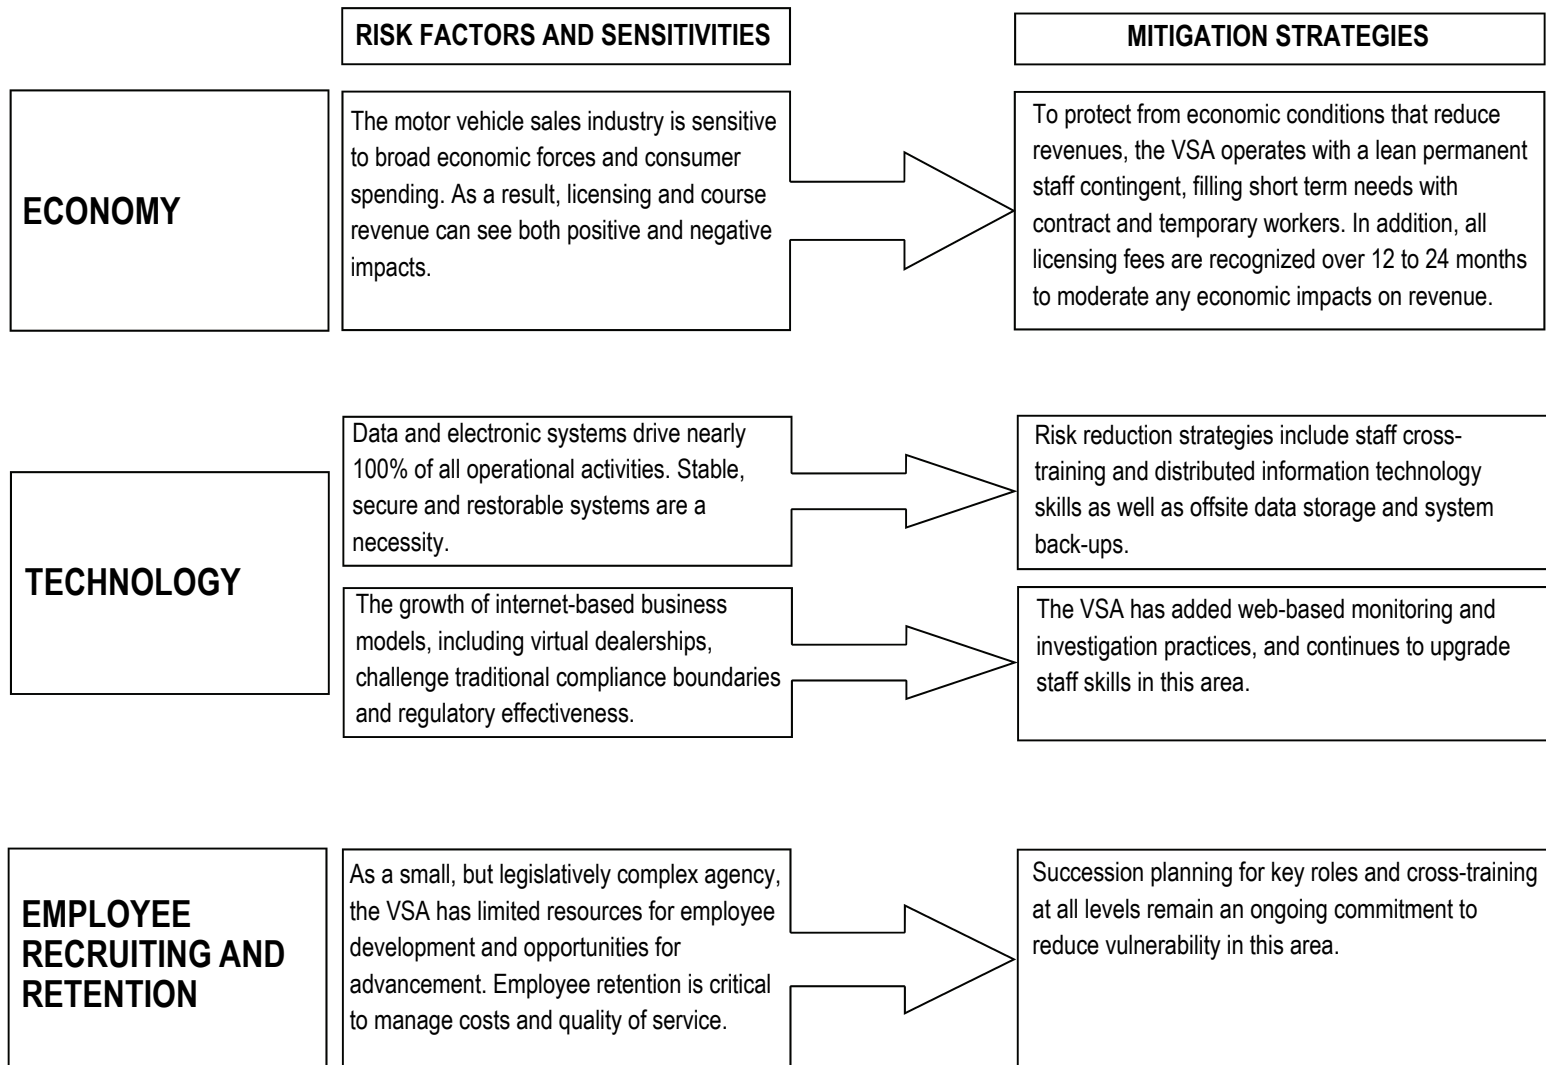 RISK FACTORS AND SENSITIVITIES
MITIGATION STRATEGIES
ECONOMY
The motor vehicle sales industry is sensitive
to broad economic forces and consumer
spending. As a result, licensing and course
revenue can see both positive and negative
impacts.
To protect from economic conditions that reduce
revenues, the VSA operates with a lean permanent
staff contingent, filling short term needs with
contract and temporary workers. In addition, all
licensing fees are recognized over 12 to 24 months
to moderate any economic impacts on revenue.
TECHNOLOGY
Data and electronic systems drive nearly
100% of all operational activities. Stable,
secure and restorable systems are a
necessity.
Risk reduction strategies include staff cross-
training and distributed information technology
skills as well as offsite data storage and system
back-ups.
The growth of internet-based business
models, including virtual dealerships,
challenge traditional compliance boundaries
and regulatory effectiveness.
The VSA has added web-based monitoring and
investigation practices, and continues to upgrade
staff skills in this area.
EMPLOYEE
RECRUITING AND
RETENTION
As a small, but legislatively complex agency,
the VSA has limited resources for employee
development and opportunities for
advancement. Employee retention is critical
to manage costs and quality of service.
Succession planning for key roles and cross-training
at all levels remain an ongoing commitment to
reduce vulnerability in this area.